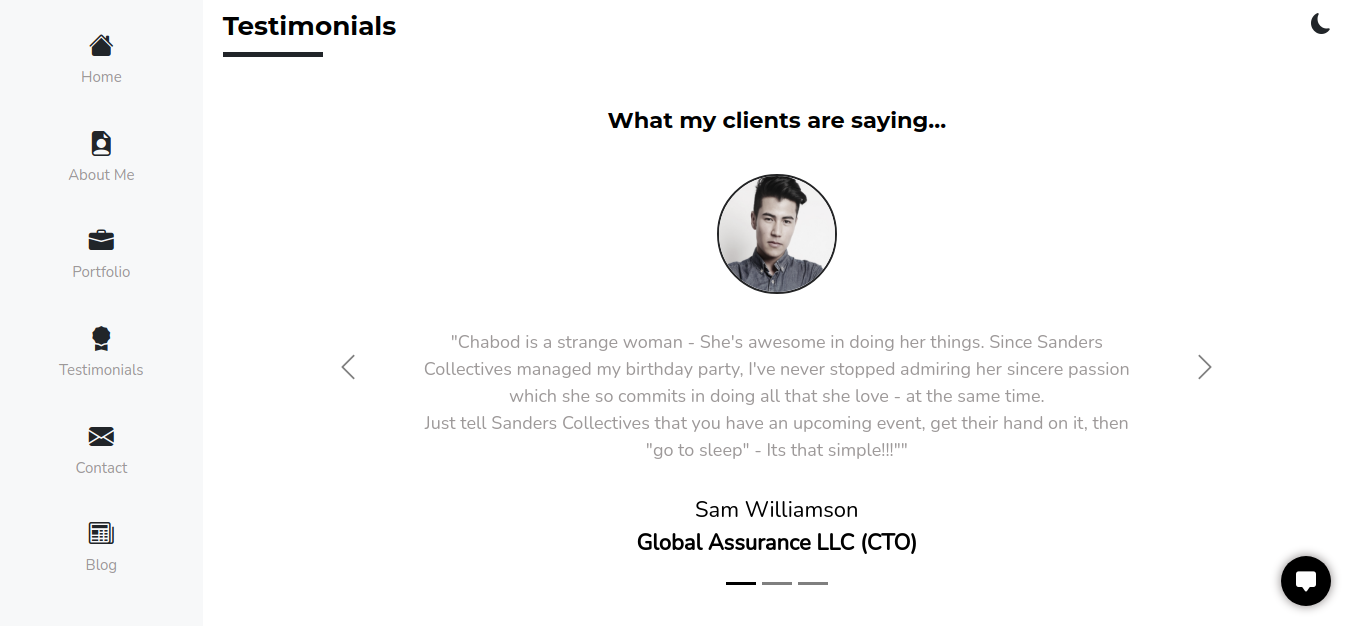 Home
About Me
Portfolio
Testimonials
Contact
Blog
Testimonials
What my clients are saying...
"Chabod is a strange woman - She's awesome in doing her things. Since Sanders
Collectives managed my birthday party, I've never stopped admiring her sincere passion
which she so commits in doing all that she love - at the same time.
Just tell Sanders Collectives that you have an upcoming event, get their hand on it, then
"go to sleep" - Its that simple!!!""
Sam Williamson
Global Assurance LLC (CTO)